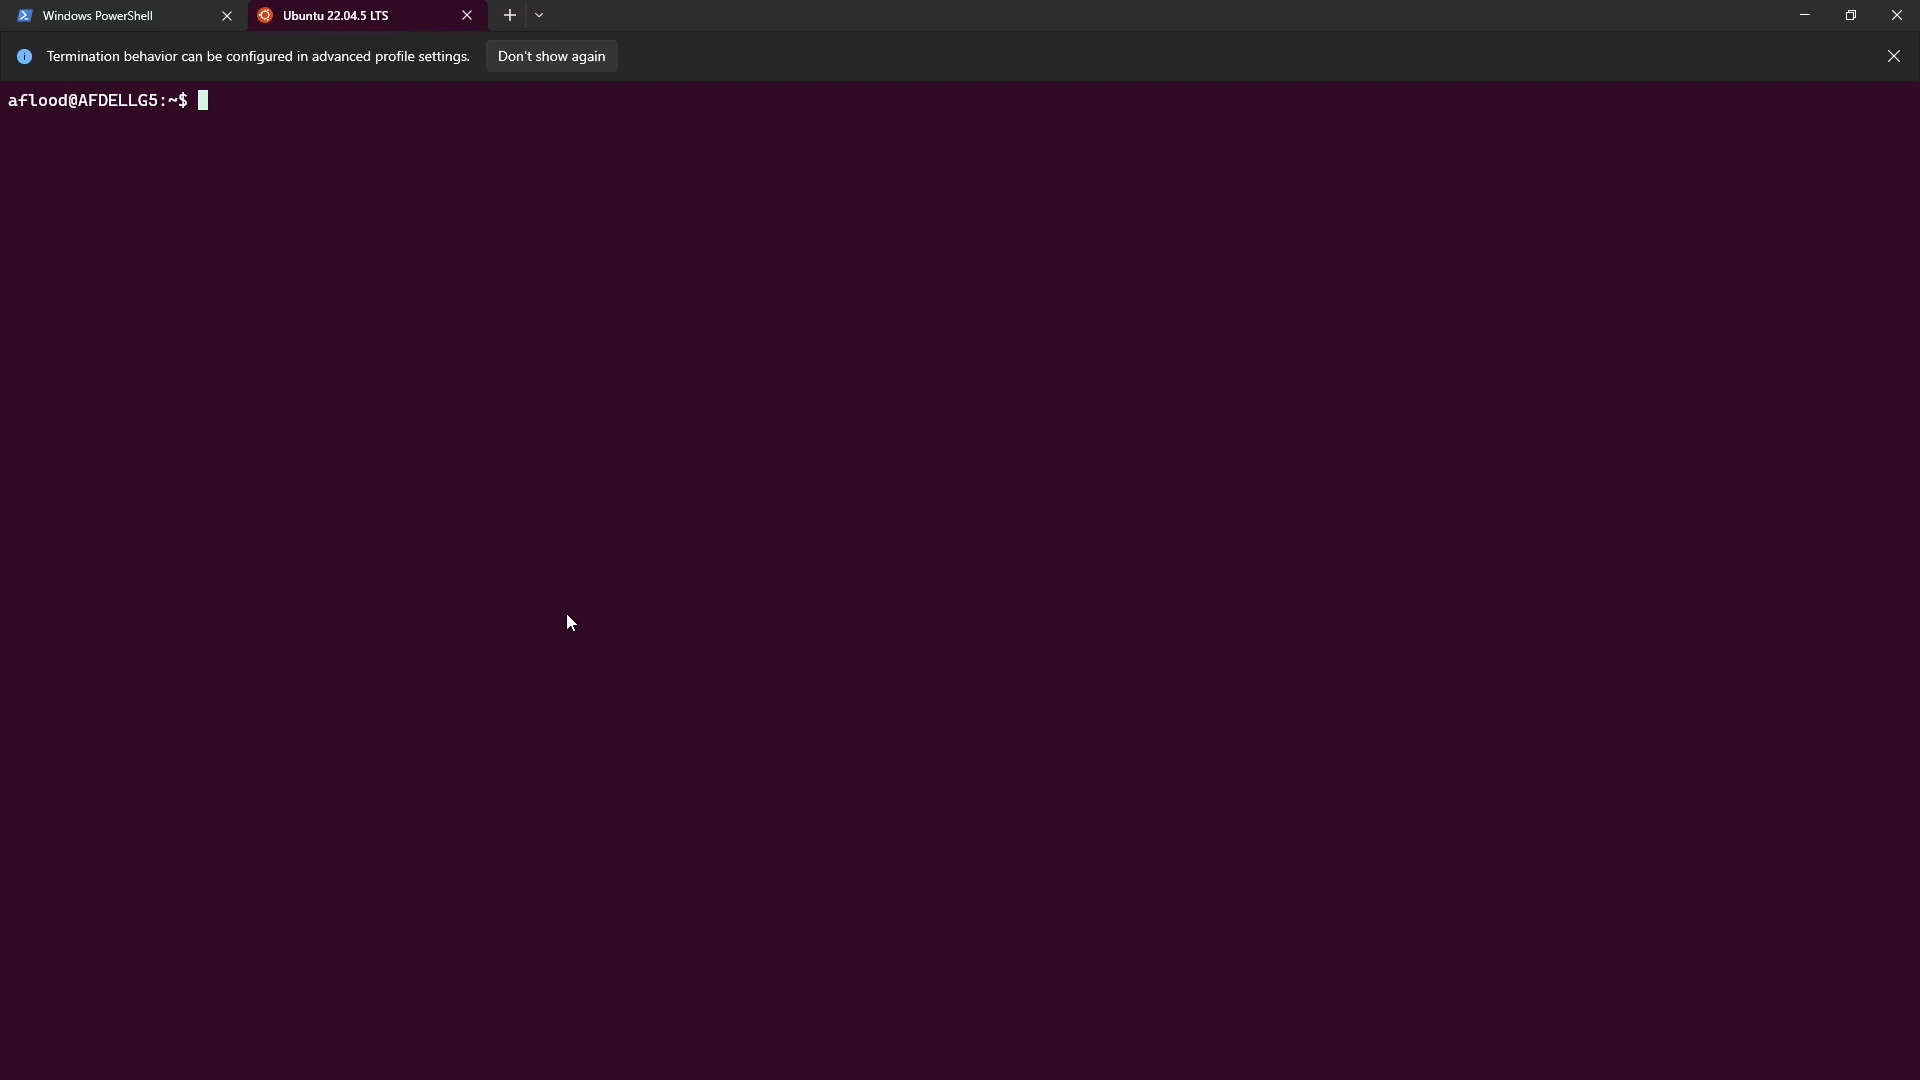 Windows PowerShell
Ubuntu 22.04.5 LTS
Termination behavior can be configured in advanced profile settings.
Don't show again
aflood@AFDELLG5:~$